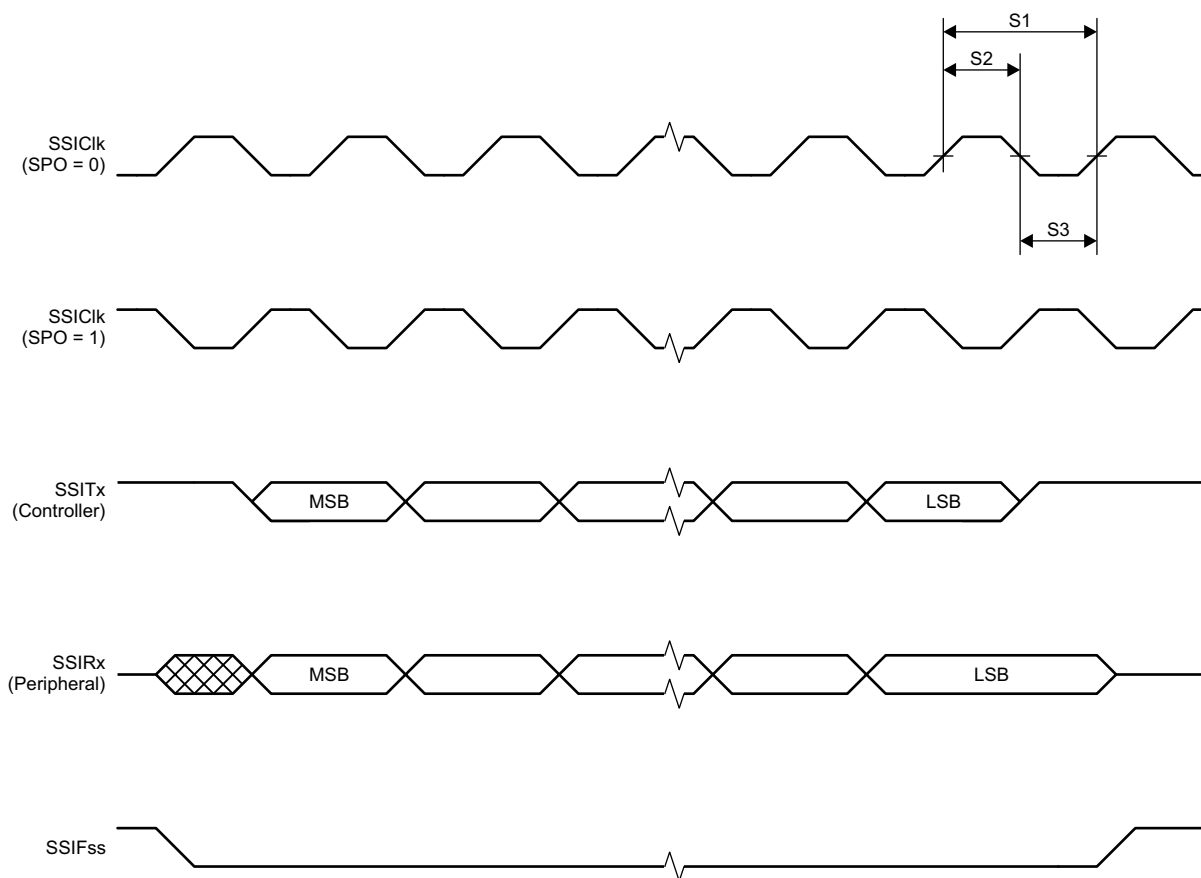 S1
S2
SSIClk
(SPO = 0)
S3
SSIClk
(SPO = 1)
SSITx
(Controller)
MSB
LSB
SSIRx
(Peripheral)
MSB
LSB
SSIFss